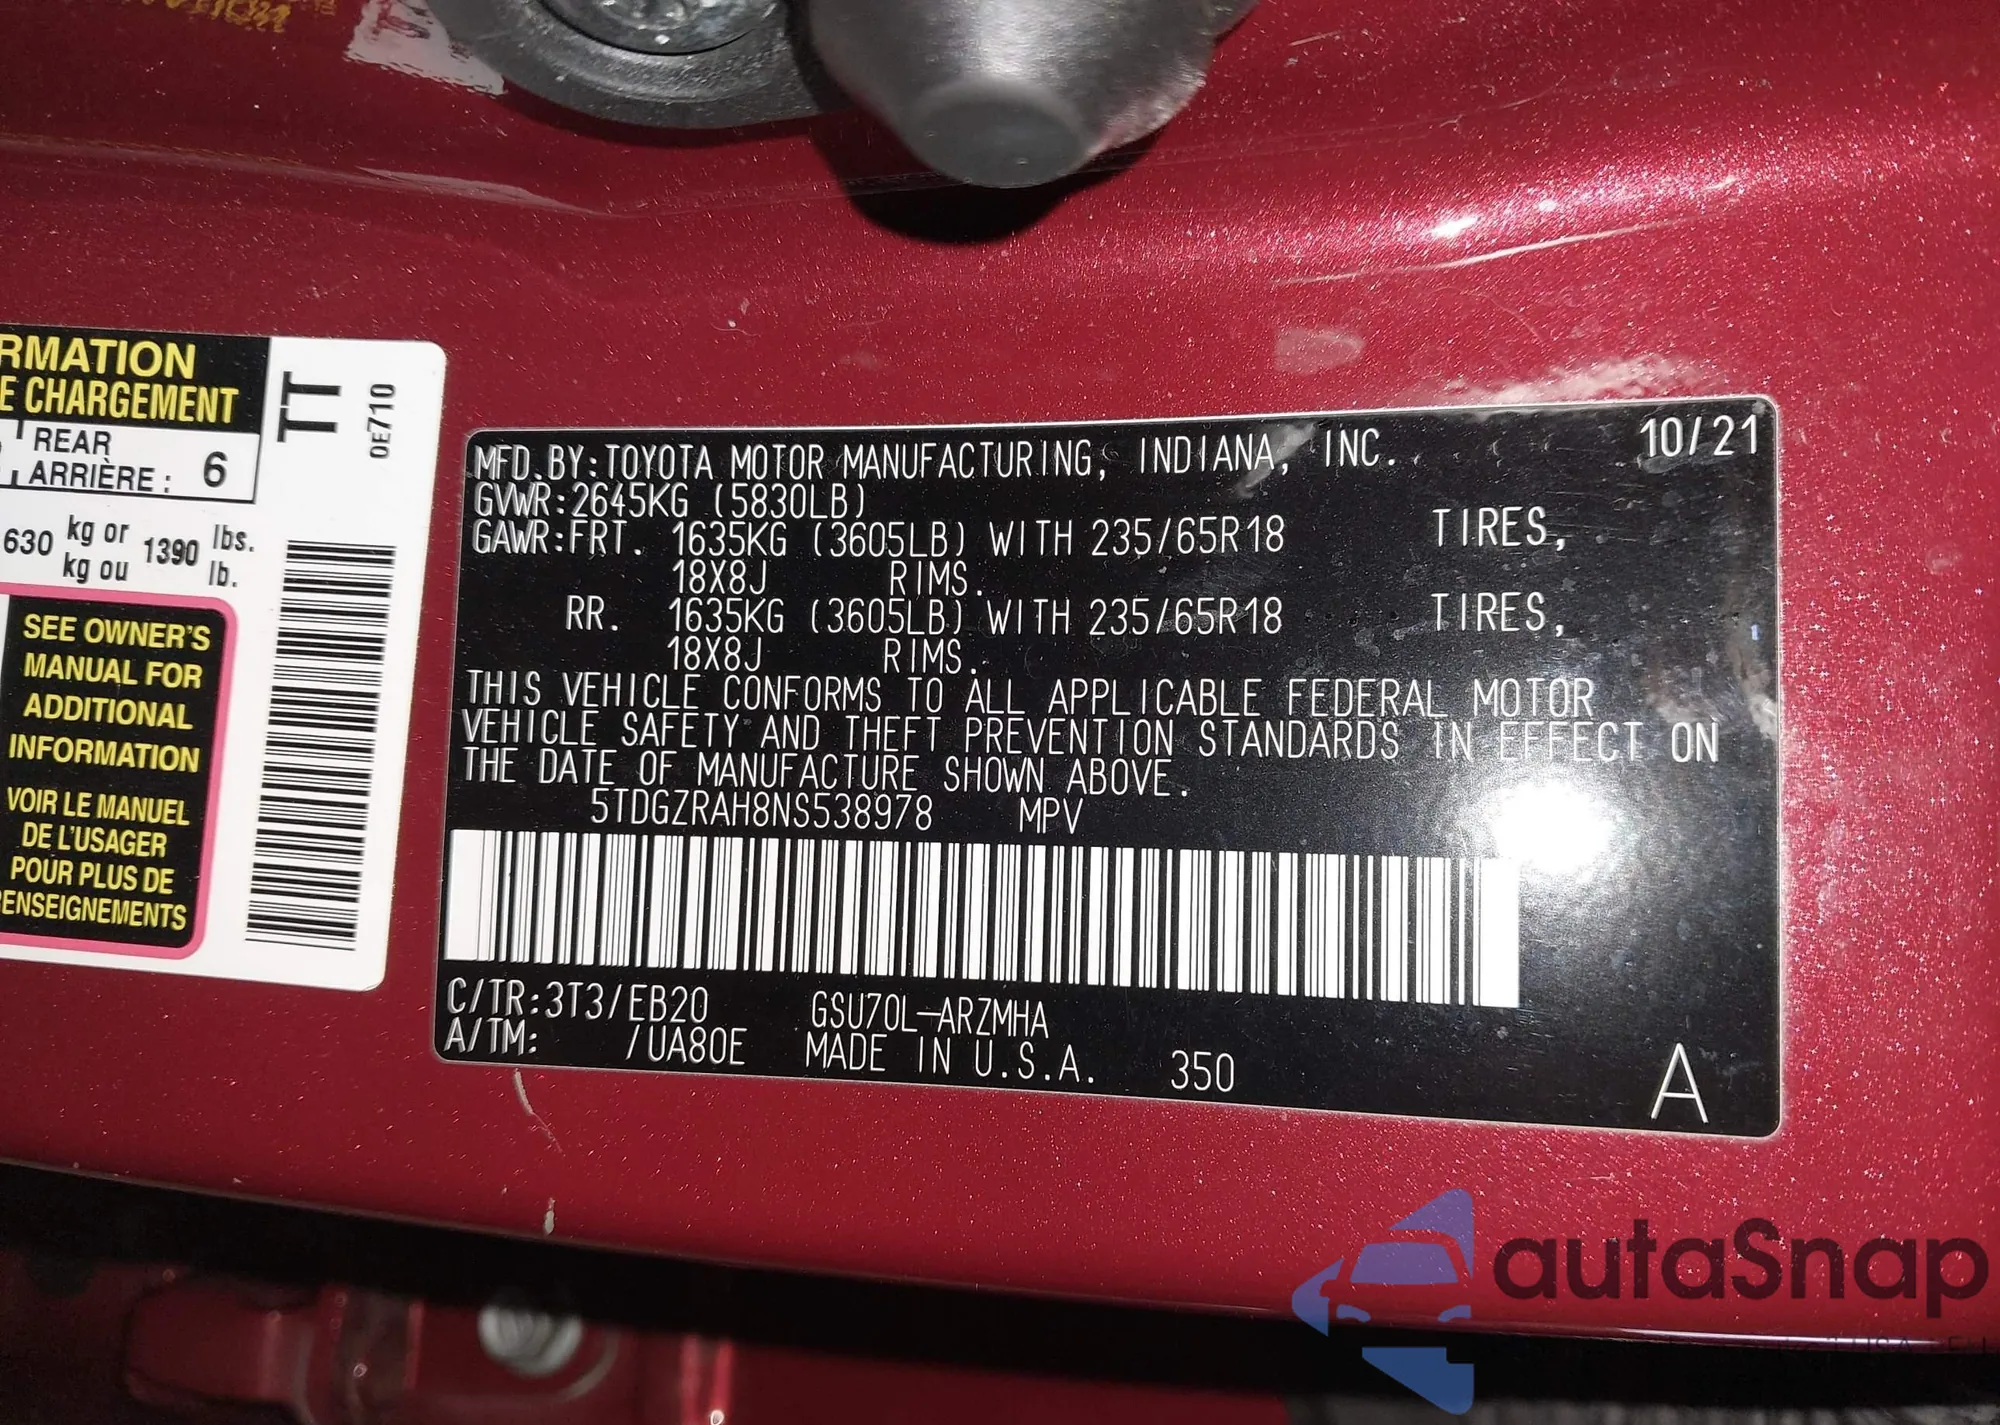 RMATION
E CHARGEMENT
REAR
ARRIÈRE : 6
630 kg or 1390 lbs.
kg ou lb.
SEE OWNER'S
MANUAL FOR
ADDITIONAL
INFORMATION
VOIR LE MANUEL
DE L'USAGER
POUR PLUS DE
ENSEIGNEMENTS
TT
0E710
MFD.BY:TOYOTA MOTOR MANUFACTURING, INDIANA, INC. 10/21
GVWR:2645KG (5830LB)
GAWR:FRT. 1635KG (3605LB) WITH 235/65R18 TIRES,
18X8J RIMS.
RR. 1635KG (3605LB) WITH 235/65R18 TIRES,
18X8J RIMS.
THIS VEHICLE CONFORMS TO ALL APPLICABLE FEDERAL MOTOR
VEHICLE SAFETY AND THEFT PREVENTION STANDARDS IN EFFECT ON
THE DATE OF MANUFACTURE SHOWN ABOVE.
5TDGZRAH8NS538978 MPV
C/TR:3T3/EB20 GSU70L-ARZMHA
A/TM: /UA80E MADE IN U.S.A. 350 A
autaSnap